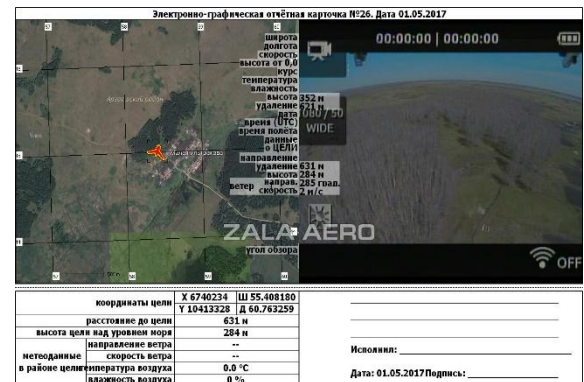 Электронно-графическая отчётная карточка №26. Дата 01.05.2017
широта
долгота
скорость
высота от 0,0
курс
температура
влажность
высота 352 м
удаление 621 м
дата
время (UTC)
время полёта
данные
о ЦЕЛИ
направление
удаление 631 м
высота 284 м
ветер направ. 285 град.
скорость 2 м/с
угол обзора
00:00:00 | 00:00:00
WIDE
OFF
ZALA AERO
координаты цели X 6740234 Ш 55.408180
Y 10413328 Д 60.763259
расстояние до цели 631 м
высота цели над уровнем моря 284 м
метеоданные в районе цели
направление ветра --
скорость ветра --
температура воздуха 0.0 °C
влажность воздуха 0 %
Исполнил:
Дата: 01.05.2017 Подпись: